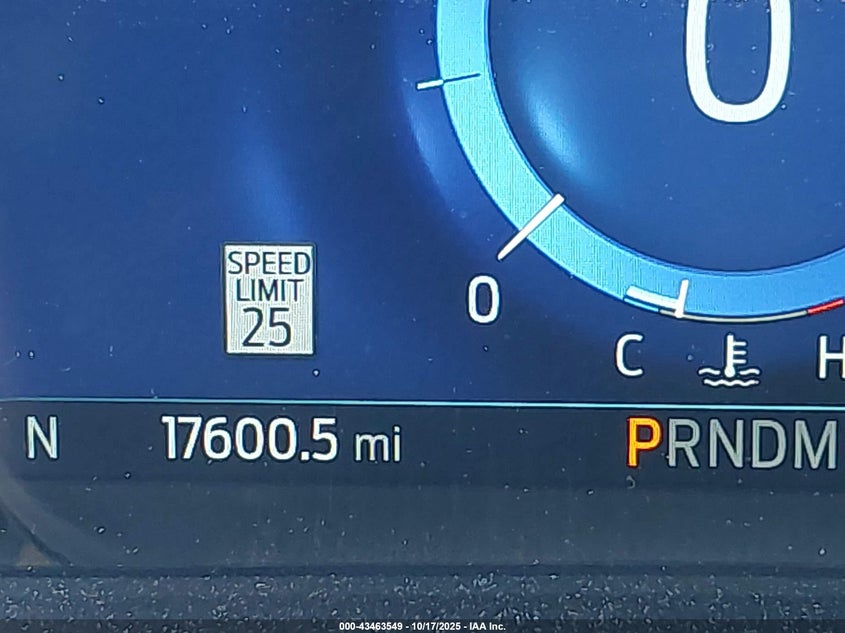 0
SPEED
LIMIT
25
0
C H
N 17600.5 mi PRNDM
000-43463549 - 10/17/2025 - IAA Inc.